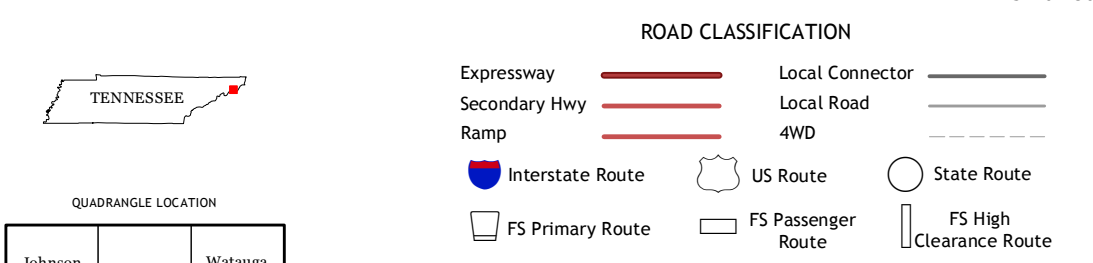 ROAD CLASSIFICATION
Expressway
Local Connector
Secondary Hwy
Local Road
Ramp
4WD
Interstate Route
US Route
State Route
FS Primary Route
FS Passenger
Route
FS High
Clearance Route
TENNESSEE
QUADRANGLE LOCATION
Johnson
Watauga